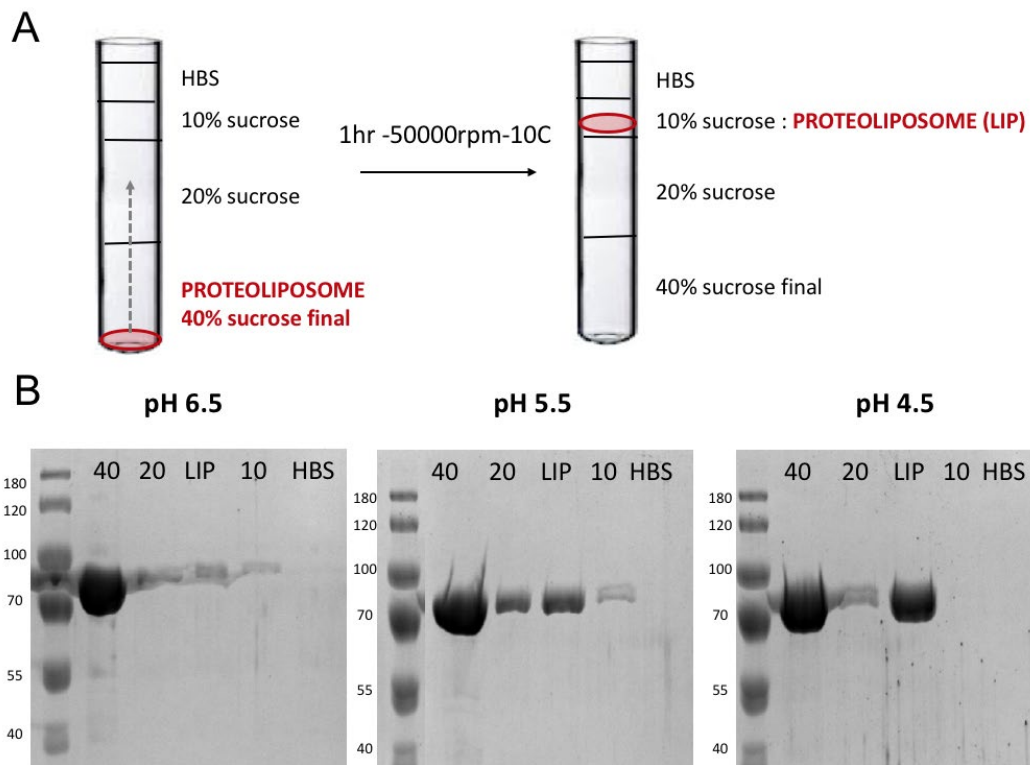 A
HBS
10% sucrose
20% sucrose
PROTEOLIPOSOME
40% sucrose final
1hr -50000rpm-10C
HBS
10% sucrose : PROTEOLIPOSOME (LIP)
20% sucrose
40% sucrose final
B
pH 6.5
40 20 LIP 10 HBS
180
120
100
70
55
40
pH 5.5
40 20 LIP 10 HBS
180
120
100
70
55
40
pH 4.5
40 20 LIP 10 HBS
180
120
100
70
55
40